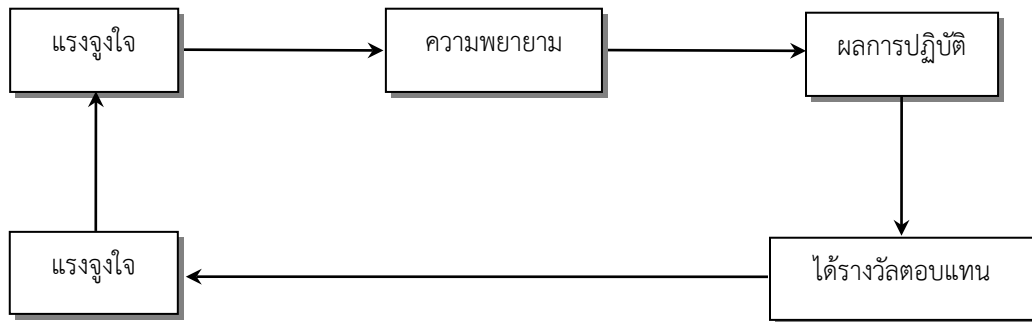 แรงจูงใจ
ความพยายาม
ผลการปฏิบัติ
แรงจูงใจ
ได้รางวัลตอบแทน